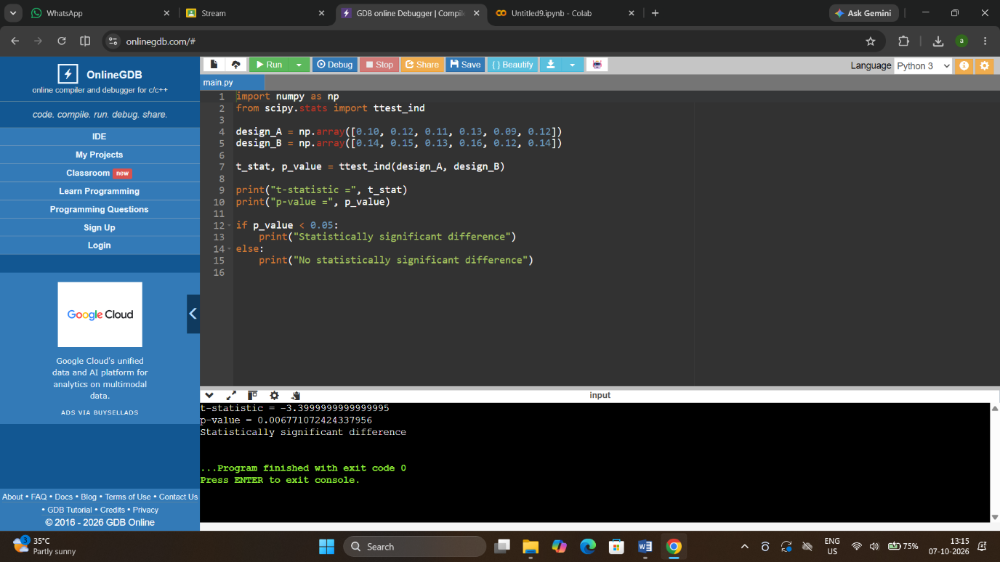 WhatsApp
Stream
GDB online Debugger | Compile
Untitled9.ipynb - Colab
Ask Gemini
onlinegdb.com/#
a
OnlineGDB
online compiler and debugger for c/c++
code. compile. run. debug. share.
IDE
My Projects
Classroom new
Learn Programming
Programming Questions
Sign Up
Login
Google Cloud
Google Cloud's unified
data and AI platform for
analytics on multimodal
data.
ADS VIA BUYSELLADS
About • FAQ • Docs • Blog • Terms of Use • Contact Us
• GDB Tutorial • Credits • Privacy
© 2016 - 2026 GDB Online
Run Debug Stop Share Save { } Beautify
Language Python 3
main.py
1 import numpy as np
2 from scipy.stats import ttest_ind
3
4 design_A = np.array([0.10, 0.12, 0.11, 0.13, 0.09, 0.12])
5 design_B = np.array([0.14, 0.15, 0.13, 0.16, 0.12, 0.14])
6
7 t_stat, p_value = ttest_ind(design_A, design_B)
8
9 print("t-statistic =", t_stat)
10 print("p-value =", p_value)
11
12 if p_value < 0.05:
13     print("Statistically significant difference")
14 else:
15     print("No statistically significant difference")
16
input
t-statistic = -3.3999999999999995
p-value = 0.006771072424337956
Statistically significant difference
...Program finished with exit code 0
Press ENTER to exit console.
3
35°C
Partly sunny
Search
ENG
US
75%
13:15
07-10-2026